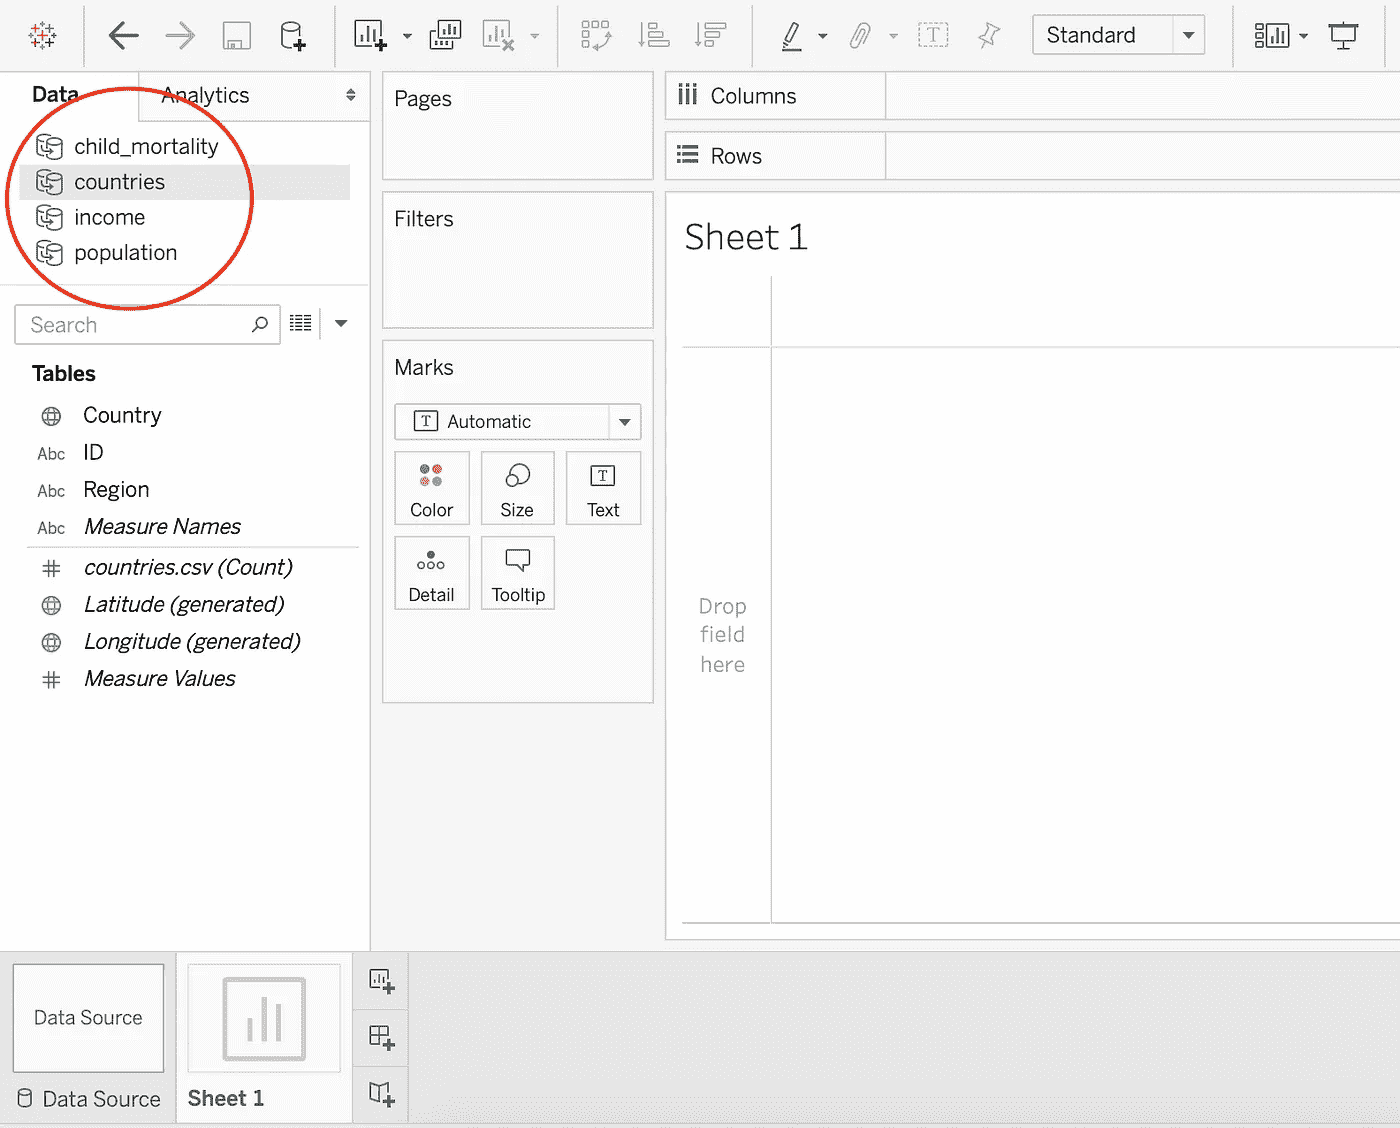 Standard
Data
Analytics
child_mortality
countries
income
population
Search
Tables
Country
Abc ID
Abc Region
Abc Measure Names
countries.csv (Count)
Latitude (generated)
Longitude (generated)
Measure Values
Pages
Filters
Marks
T Automatic
Color
Size
T
Text
Detail
Tooltip
Columns
Rows
Sheet 1
Drop
field
here
Data Source
Data Source
Sheet 1